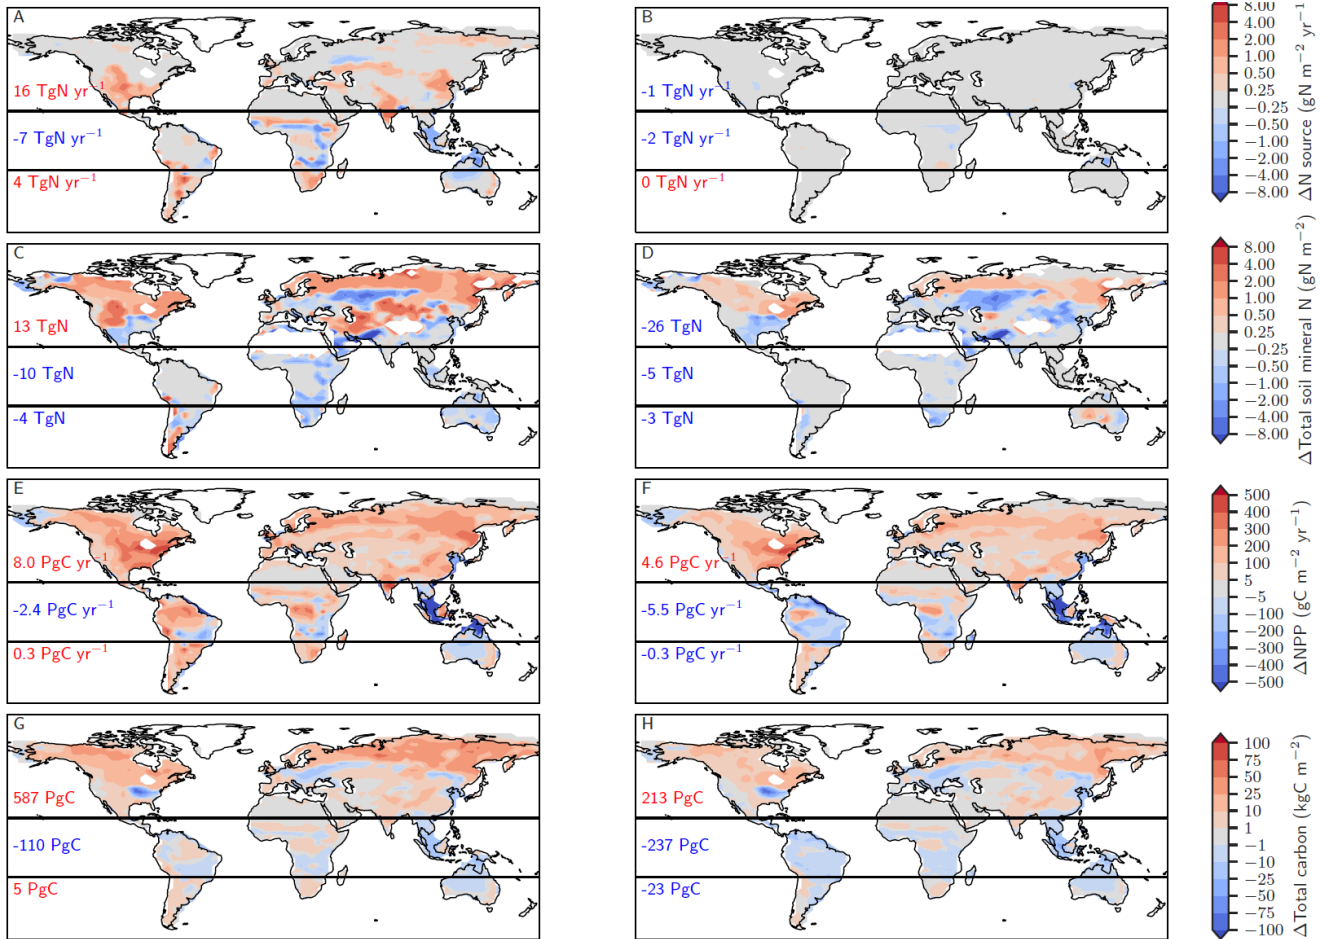 A
16 TgN yr⁻¹
-7 TgN yr⁻¹
4 TgN yr⁻¹
B
-1 TgN yr⁻¹
-2 TgN yr⁻¹
0 TgN yr⁻¹
8.00
4.00
2.00
1.00
0.50
0.25
−0.25
−0.50
−1.00
−2.00
−4.00
−8.00
ΔN source (gN m⁻² yr⁻¹)
C
13 TgN
-10 TgN
-4 TgN
D
-26 TgN
-5 TgN
-3 TgN
8.00
4.00
2.00
1.00
0.50
0.25
−0.25
−0.50
−1.00
−2.00
−4.00
−8.00
ΔTotal soil mineral N (gN m⁻²)
E
8.0 PgC yr⁻¹
-2.4 PgC yr⁻¹
0.3 PgC yr⁻¹
F
4.6 PgC yr⁻¹
-5.5 PgC yr⁻¹
-0.3 PgC yr⁻¹
500
400
300
200
100
5
−5
−100
−200
−300
−400
−500
ΔNPP (gC m⁻² yr⁻¹)
G
587 PgC
-110 PgC
5 PgC
H
213 PgC
-237 PgC
-23 PgC
100
75
50
25
10
1
−1
−10
−25
−50
−75
−100
ΔTotal carbon (kgC m⁻²)